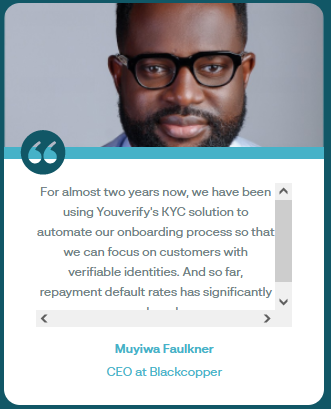 For almost two years now, we have been
using Youverify's KYC solution to
automate our onboarding process so that
we can focus on customers with
verifiable identities. And so far,
repayment default rates has significantly
Muyiwa Faulkner
CEO at Blackcopper